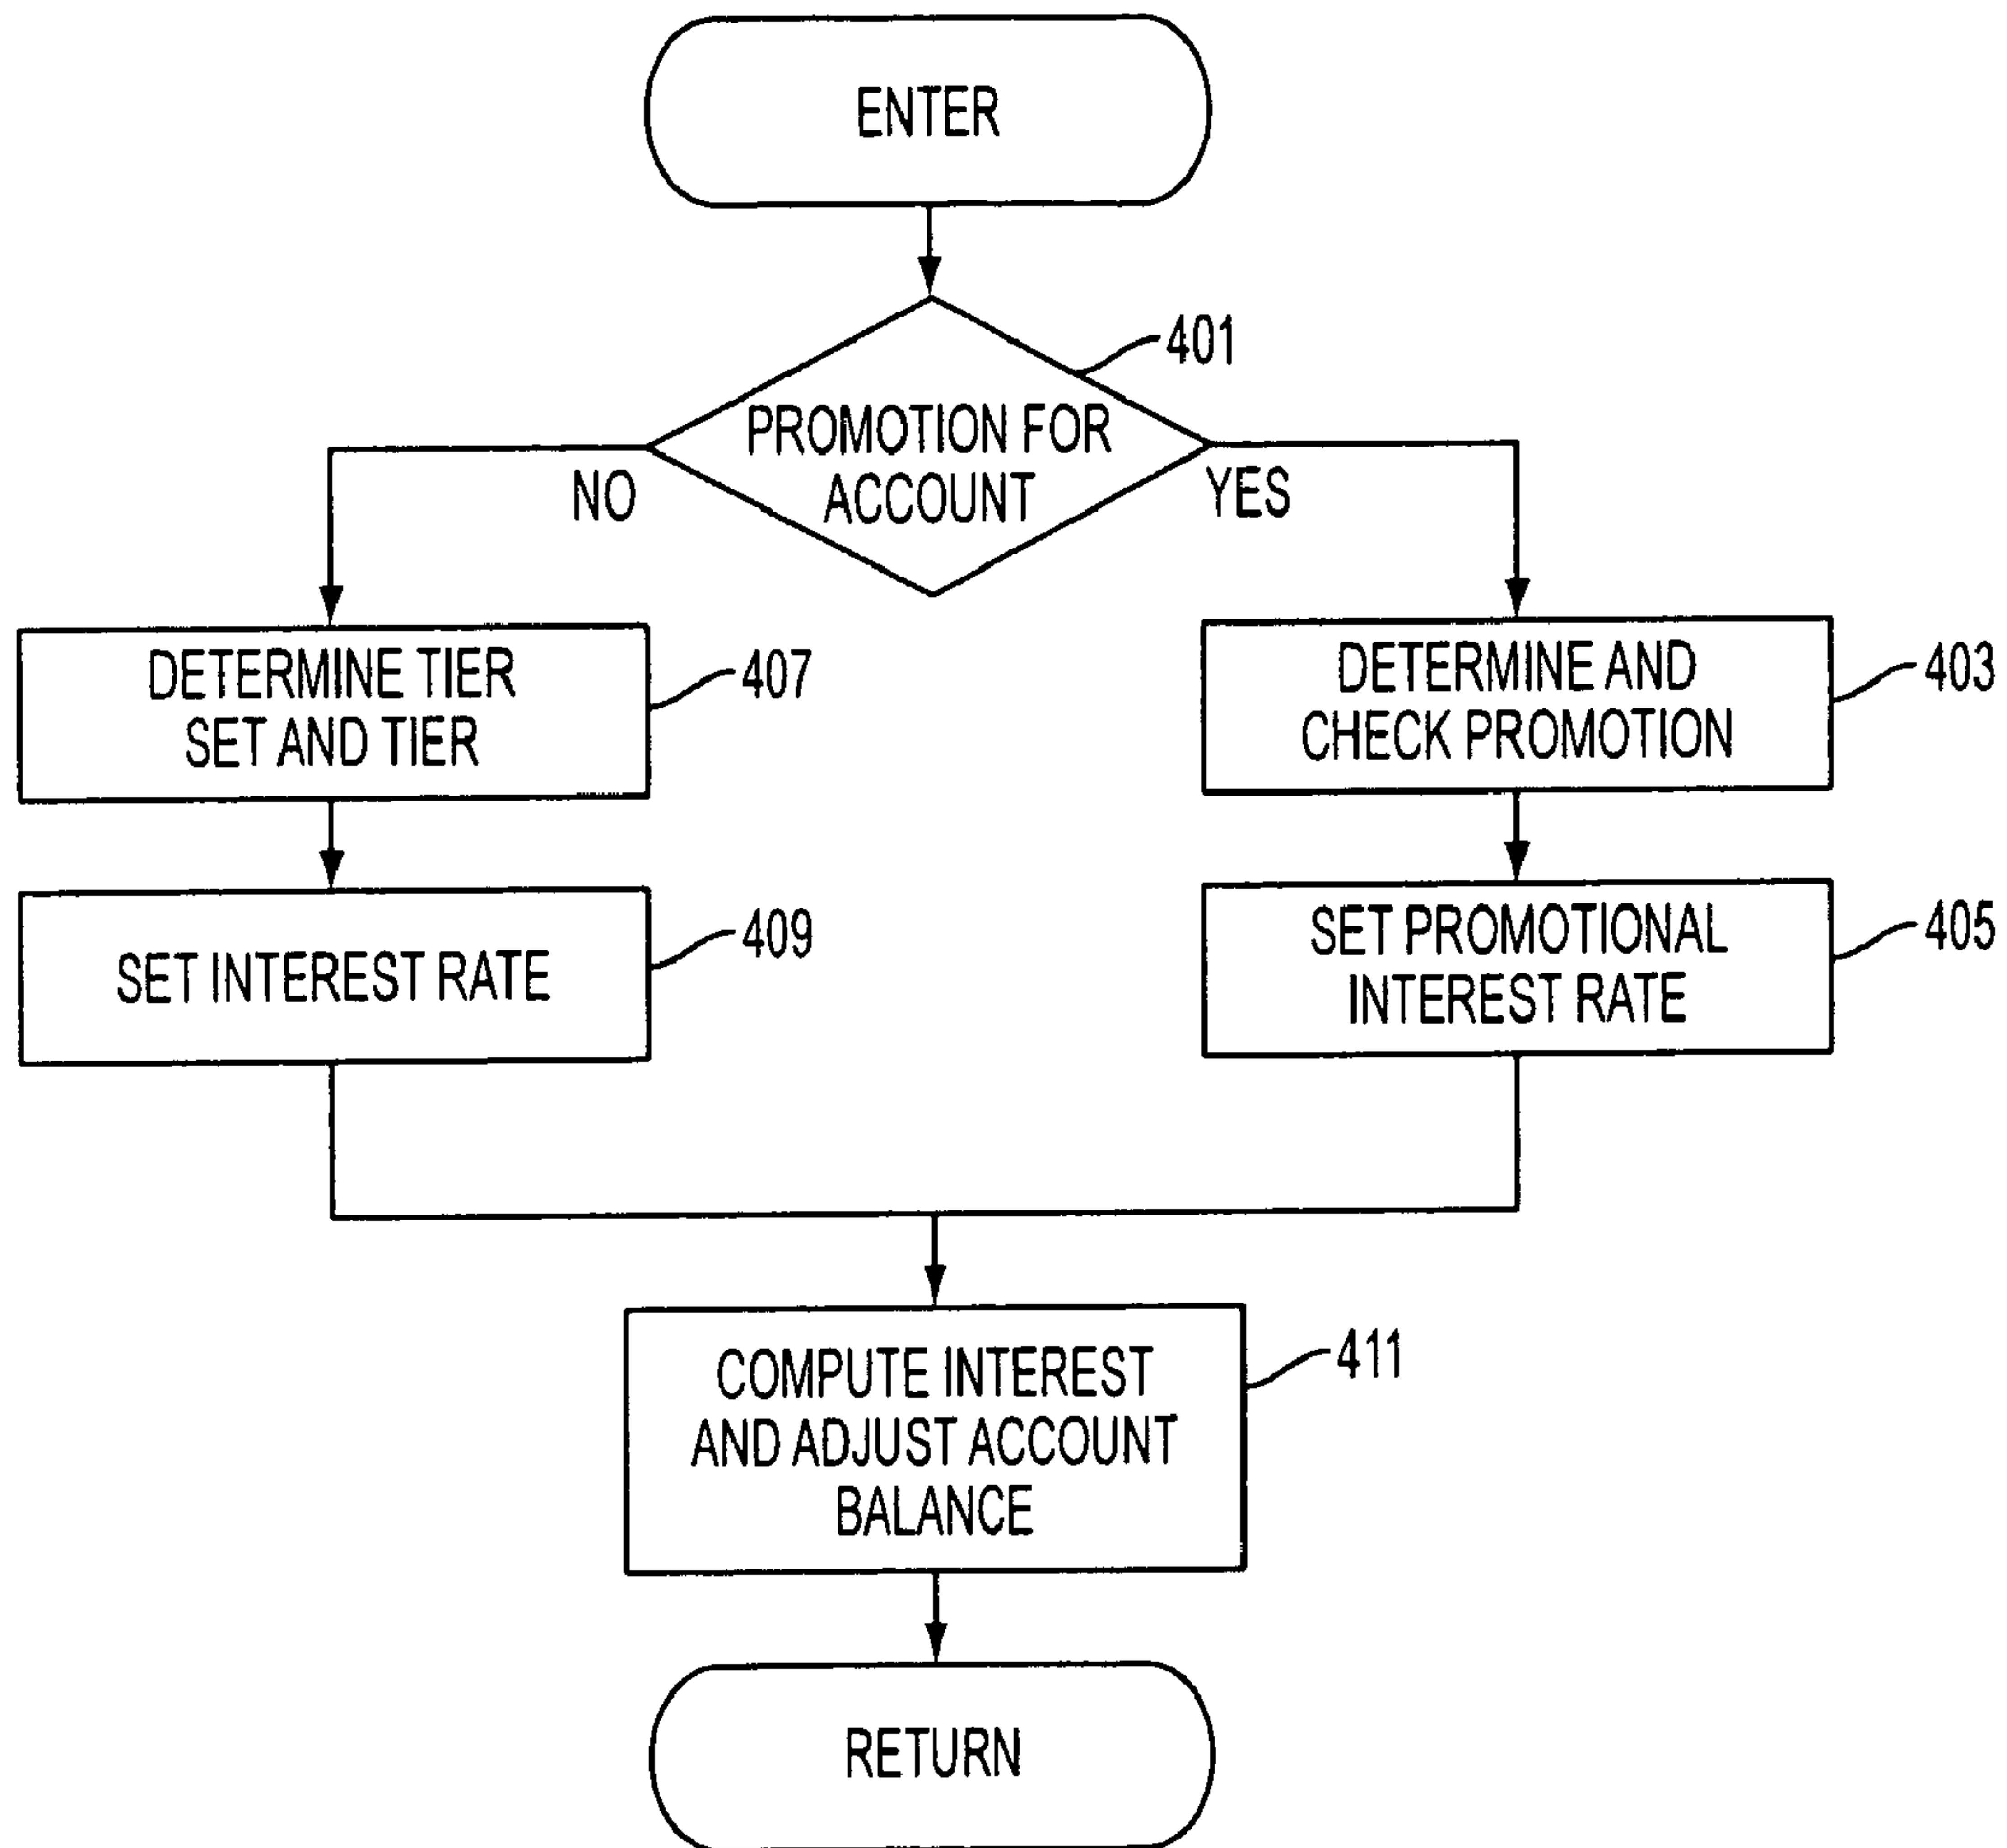 ENTER
401
PROMOTION FOR
ACCOUNT
NO
YES
DETERMINE TIER
SET AND TIER
407
DETERMINE AND
CHECK PROMOTION
403
SET INTEREST RATE
409
SET PROMOTIONAL
INTEREST RATE
405
COMPUTE INTEREST
AND ADJUST ACCOUNT
BALANCE
411
RETURN